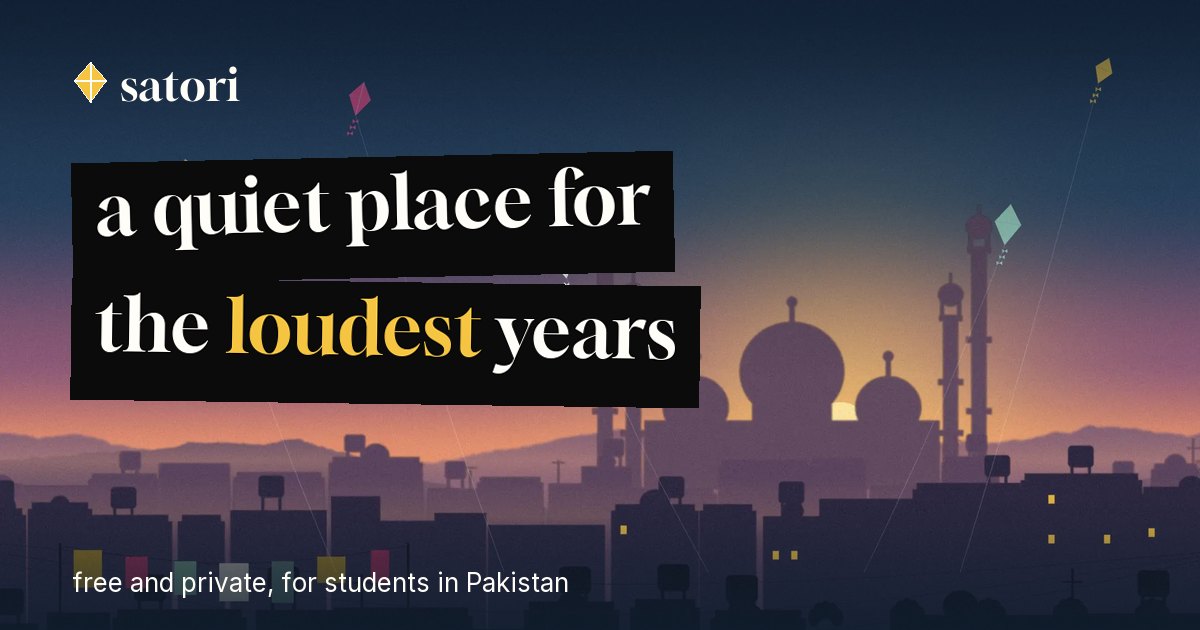 satori
a quiet place for
the loudest years
free and private, for students in Pakistan